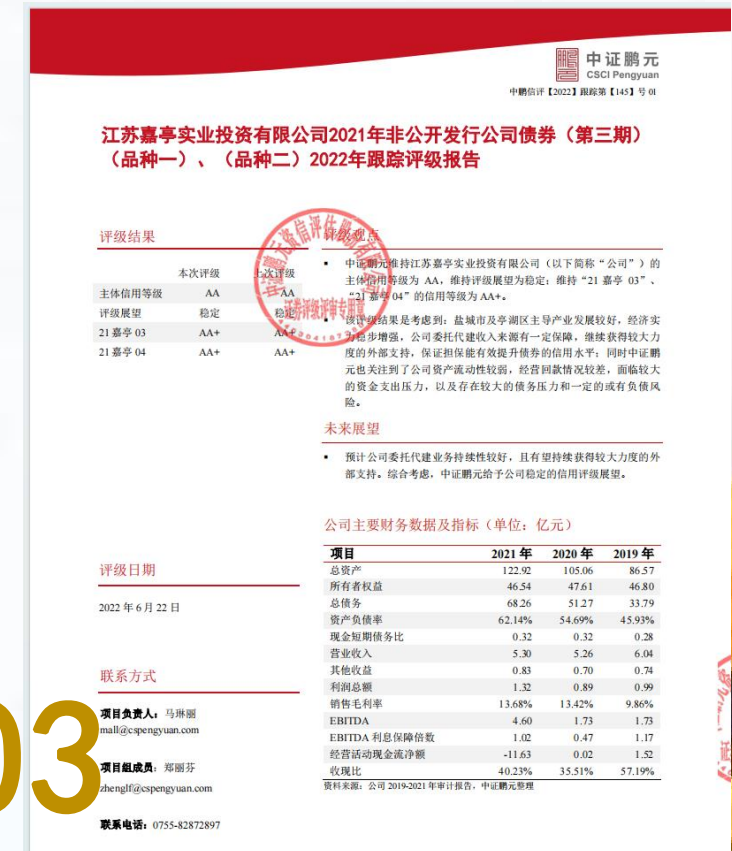 中证鹏元
CSCI Pengyuan
中鹏信评【2022】跟踪第【145】号 01
江苏嘉亭实业投资有限公司2021年非公开发行公司债券（第三期）
（品种一）、（品种二）2022年跟踪评级报告
评级结果
本次评级 上次评级
主体信用等级 AA AA
评级展望 稳定 稳定
21 嘉亭 03 AA+ AA+
21 嘉亭 04 AA+ AA+
评级观点
▪ 中证鹏元维持江苏嘉亭实业投资有限公司（以下简称“公司”）的
主体信用等级为 AA，维持评级展望为稳定；维持“21 嘉亭 03”、
“21 嘉亭 04”的信用等级为 AA+。
▪ 该评级结果是考虑到：盐城市及亭湖区主导产业发展较好，经济实
力稳步增强，公司委托代建收入来源有一定保障，继续获得较大力
度的外部支持，保证担保能有效提升债券的信用水平；同时中证鹏
元也关注到了公司资产流动性较弱，经营回款情况较差，面临较大
的资金支出压力，以及存在较大的债务压力和一定的或有负债风
险。
未来展望
▪ 预计公司委托代建业务持续性较好，且有望持续获得较大力度的外
部支持。综合考虑，中证鹏元给予公司稳定的信用评级展望。
公司主要财务数据及指标（单位：亿元）
项目 2021 年 2020 年 2019 年
总资产 122.92 105.06 86.57
所有者权益 46.54 47.61 46.80
总债务 68.26 51.27 33.79
资产负债率 62.14% 54.69% 45.93%
现金短期债务比 0.32 0.32 0.28
营业收入 5.30 5.26 6.04
其他收益 0.83 0.70 0.74
利润总额 1.32 0.89 0.99
销售毛利率 13.68% 13.42% 9.86%
EBITDA 4.60 1.73 1.73
EBITDA 利息保障倍数 1.02 0.47 1.17
经营活动现金流净额 -11.63 0.02 1.52
收现比 40.23% 35.51% 57.19%
资料来源：公司 2019-2021 年审计报告，中证鹏元整理
评级日期
2022 年 6 月 22 日
联系方式
项目负责人：马琳丽
mall@cspengyuan.com
项目组成员：郑丽芬
zhenglf@cspengyuan.com
联系电话：0755-82872897
03
证券评级评审专用章